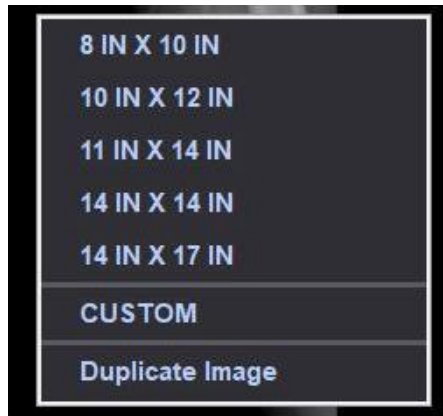 8 IN X 10 IN
10 IN X 12 IN
11 IN X 14 IN
14 IN X 14 IN
14 IN X 17 IN
CUSTOM
Duplicate Image